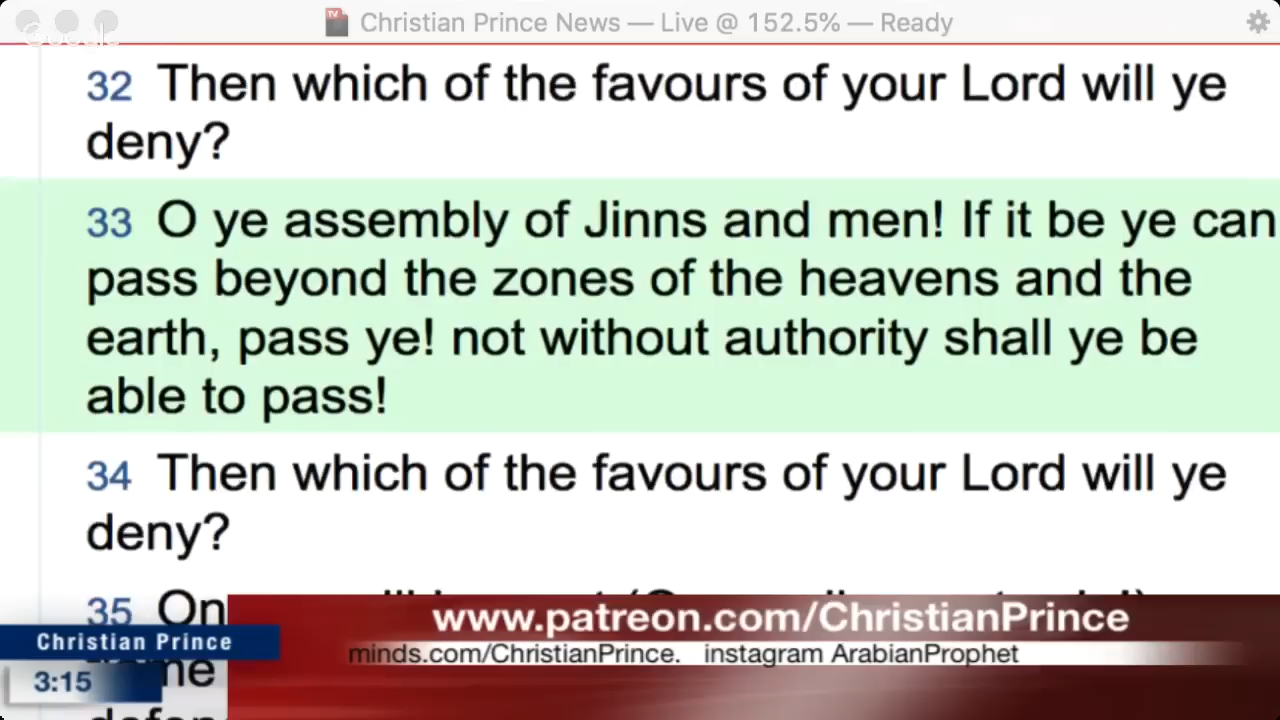 Christian Prince News — Live @ 152.5% — Ready
Google
32 Then which of the favours of your Lord will ye
deny?
33 O ye assembly of Jinns and men! If it be ye can
pass beyond the zones of the heavens and the
earth, pass ye! not without authority shall ye be
able to pass!
34 Then which of the favours of your Lord will ye
deny?
35 On
www.patreon.com/ChristianPrince
Christian Prince
minds.com/ChristianPrince. instagram ArabianProphet
3:15